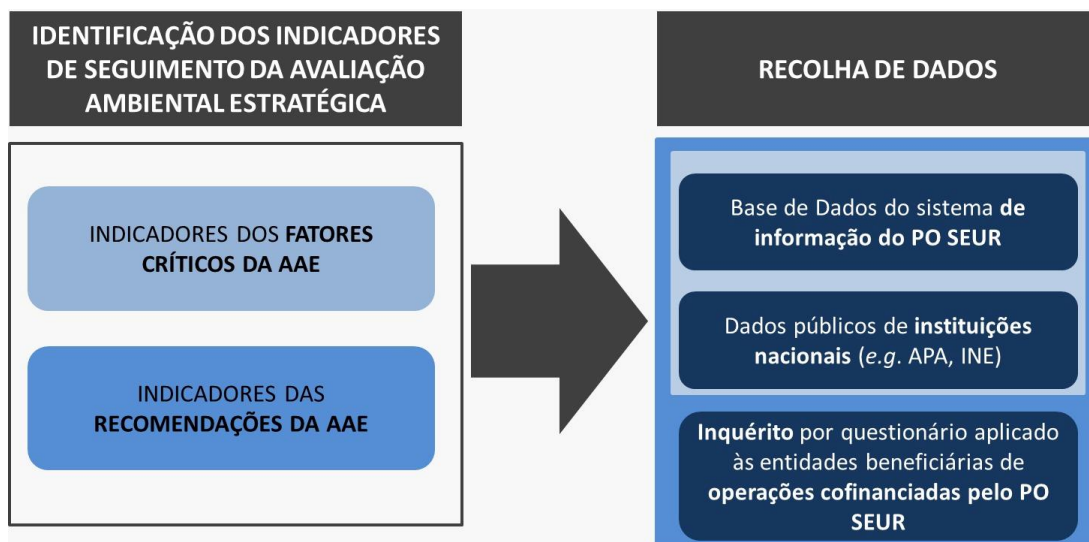 IDENTIFICAÇÃO DOS INDICADORES
DE SEGUIMENTO DA AVALIAÇÃO
AMBIENTAL ESTRATÉGICA
INDICADORES DOS FATORES
CRÍTICOS DA AAE
INDICADORES DAS
RECOMENDAÇÕES DA AAE
RECOLHA DE DADOS
Base de Dados do sistema de
informação do PO SEUR
Dados públicos de instituições
nacionais (e.g. APA, INE)
Inquérito por questionário aplicado
às entidades beneficiárias de
operações cofinanciadas pelo PO
SEUR